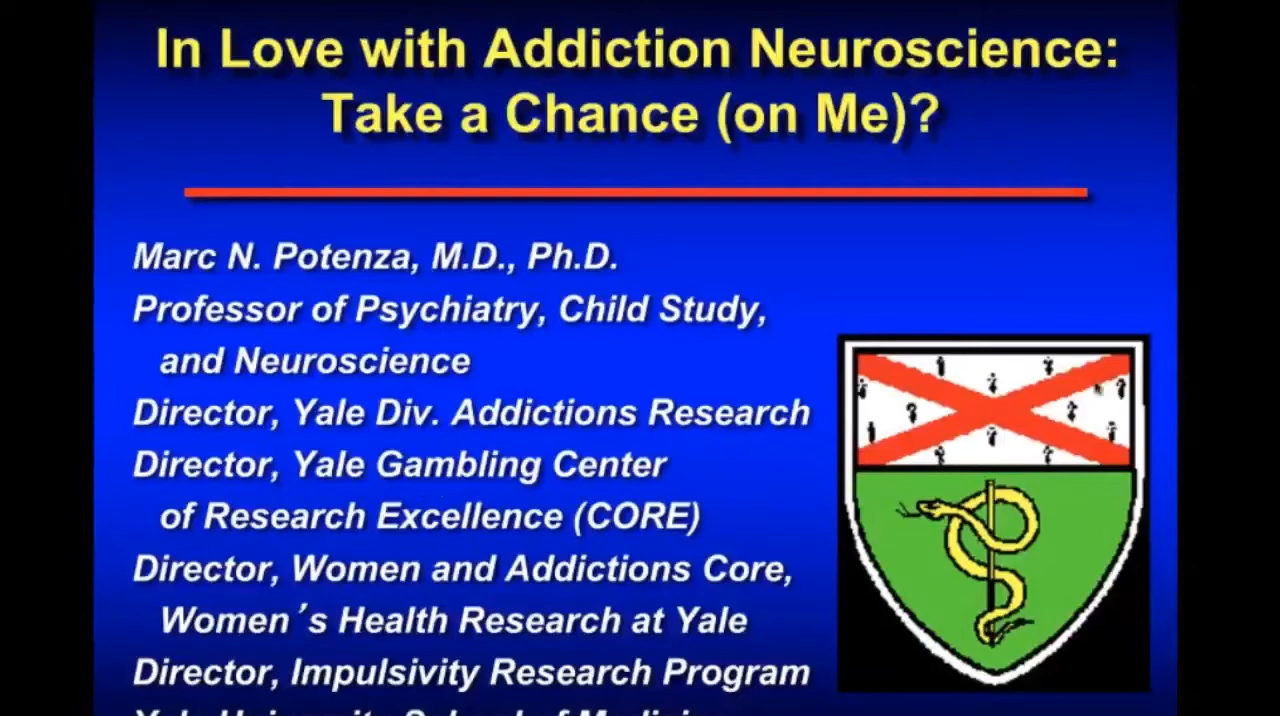 In Love with Addiction Neuroscience:
Take a Chance (on Me)?
Marc N. Potenza, M.D., Ph.D.
Professor of Psychiatry, Child Study,
and Neuroscience
Director, Yale Div. Addictions Research
Director, Yale Gambling Center
of Research Excellence (CORE)
Director, Women and Addictions Core,
Women’s Health Research at Yale
Director, Impulsivity Research Program